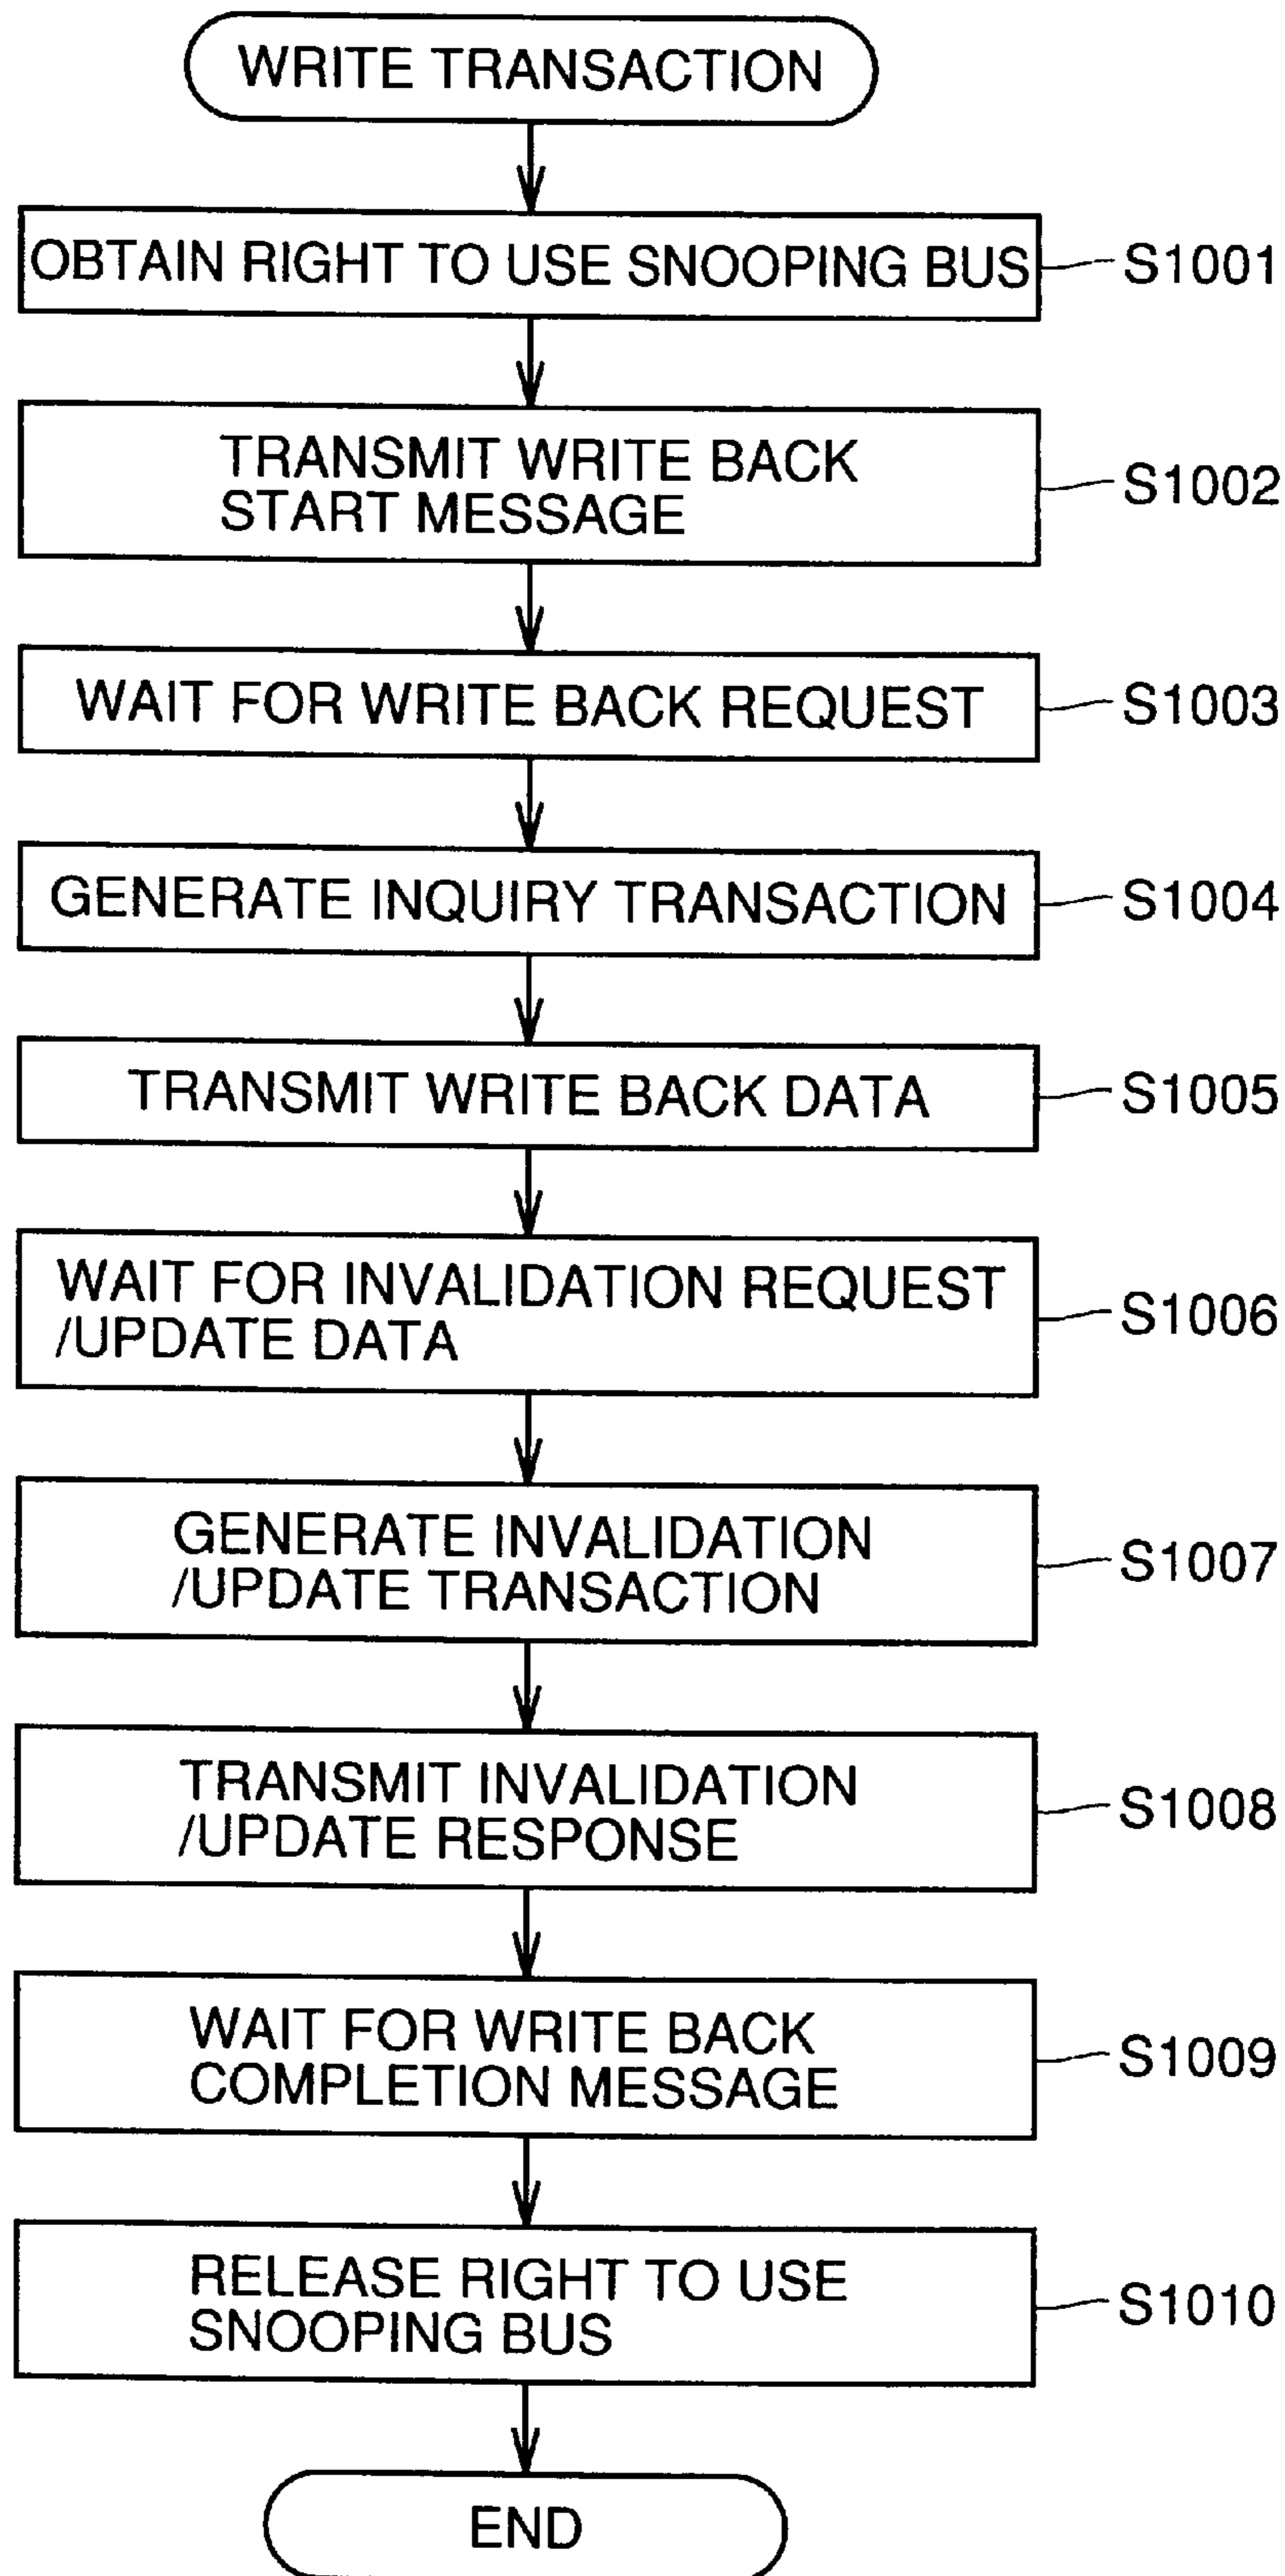 WRITE TRANSACTION
OBTAIN RIGHT TO USE SNOOPING BUS
S1001
TRANSMIT WRITE BACK
START MESSAGE
S1002
WAIT FOR WRITE BACK REQUEST
S1003
GENERATE INQUIRY TRANSACTION
S1004
TRANSMIT WRITE BACK DATA
S1005
WAIT FOR INVALIDATION REQUEST
/UPDATE DATA
S1006
GENERATE INVALIDATION
/UPDATE TRANSACTION
S1007
TRANSMIT INVALIDATION
/UPDATE RESPONSE
S1008
WAIT FOR WRITE BACK
COMPLETION MESSAGE
S1009
RELEASE RIGHT TO USE
SNOOPING BUS
S1010
END